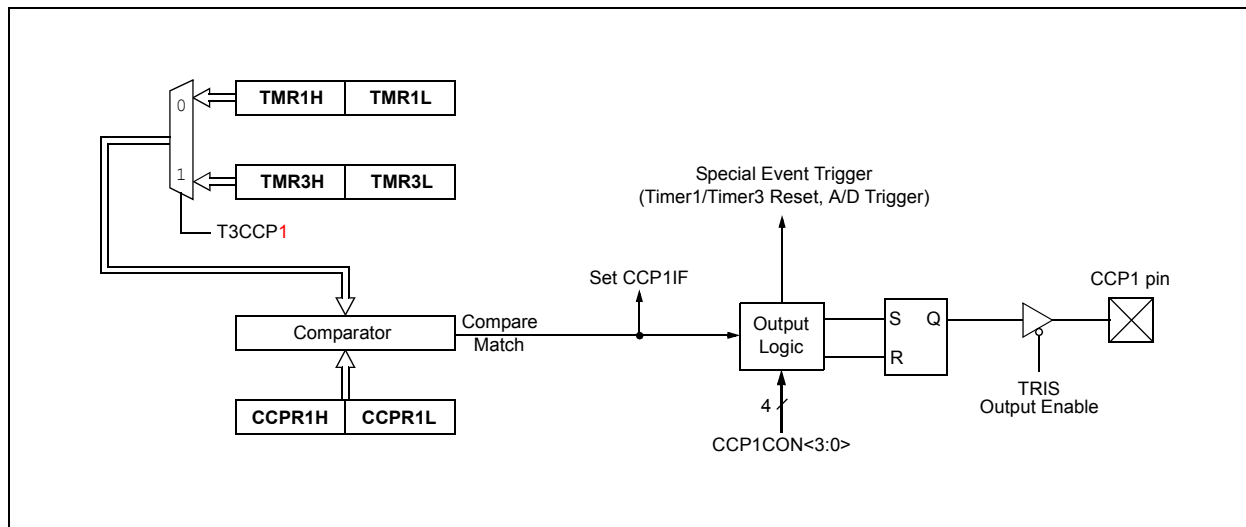 0
TMR1H TMR1L
1
TMR3H TMR3L
T3CCP1
Special Event Trigger
(Timer1/Timer3 Reset, A/D Trigger)
Set CCP1IF
CCP1 pin
Comparator
Compare
Match
Output
Logic
S Q
R
TRIS
Output Enable
CCPR1H CCPR1L
4
CCP1CON<3:0>